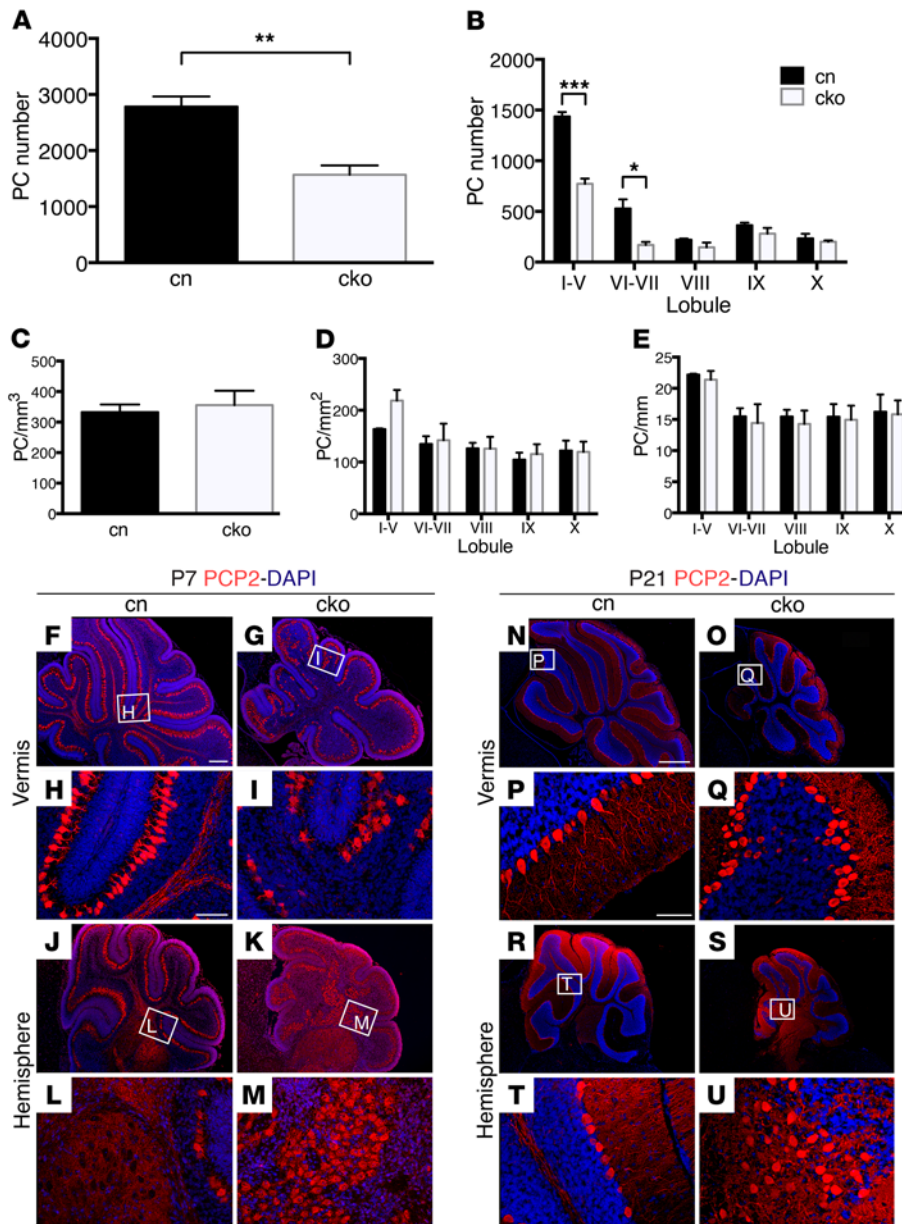 A
4000
3000
2000
1000
0
PC number
**
cn
cko
B
2000
1500
1000
500
0
PC number
***
*
cn
cko
I-V
VI-VII
VIII
IX
X
Lobule
C
500
400
300
200
100
0
PC/mm³
cn
cko
D
300
200
100
0
PC/mm²
I-V
VI-VII
VIII
IX
X
Lobule
E
25
20
15
10
5
0
PC/mm
I-V
VI-VII
VIII
IX
X
Lobule
P7 PCP2-DAPI
cn
cko
P21 PCP2-DAPI
cn
cko
Vermis
F
H
G
I
H
I
Hemisphere
J
L
K
M
L
M
Vermis
N
P
O
Q
P
Q
Hemisphere
R
T
S
U
T
U